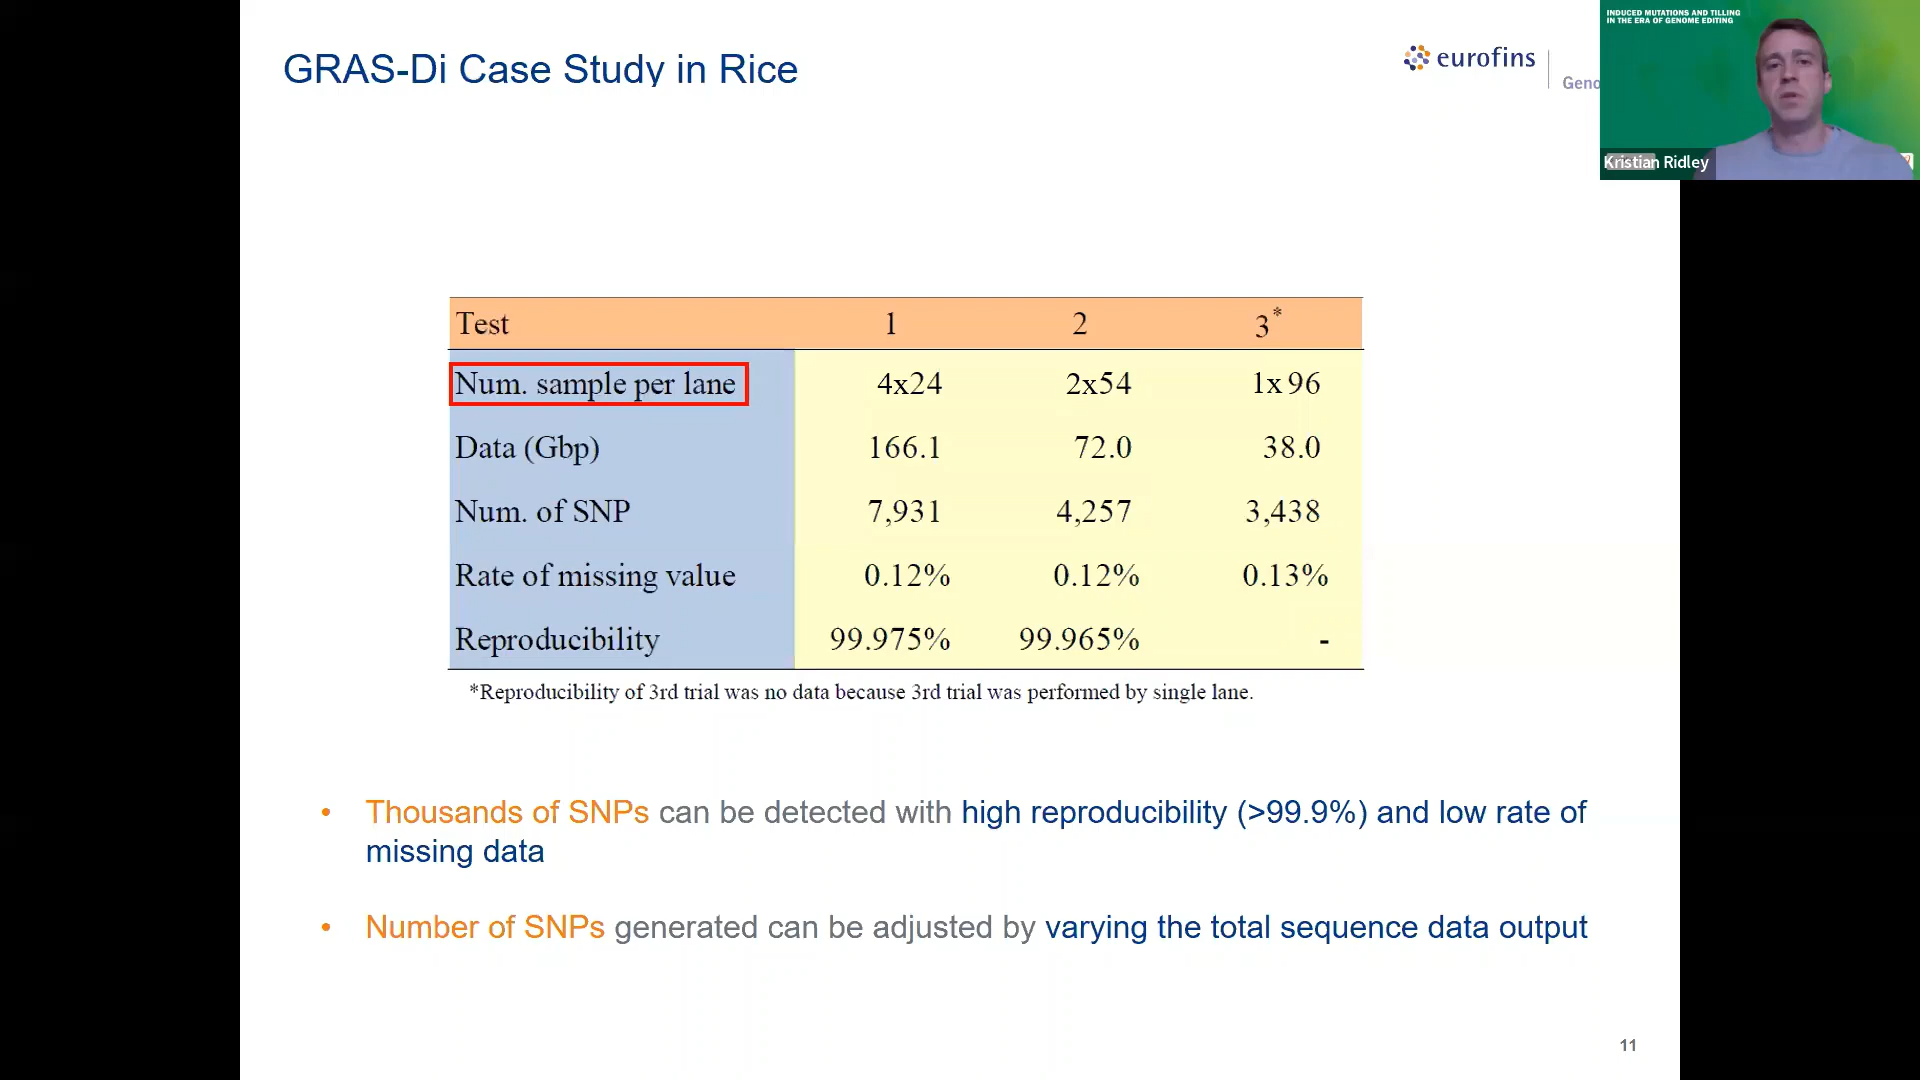 GRAS-Di Case Study in Rice
eurofins
Geno
INDUCED MUTATIONS AND TILLING
IN THE ERA OF GENOME EDITING
Kristian Ridley
Test 1 2 3*
Num. sample per lane 4x24 2x54 1x96
Data (Gbp) 166.1 72.0 38.0
Num. of SNP 7,931 4,257 3,438
Rate of missing value 0.12% 0.12% 0.13%
Reproducibility 99.975% 99.965% -
*Reproducibility of 3rd trial was no data because 3rd trial was performed by single lane.
• Thousands of SNPs can be detected with high reproducibility (>99.9%) and low rate of
missing data
• Number of SNPs generated can be adjusted by varying the total sequence data output
11